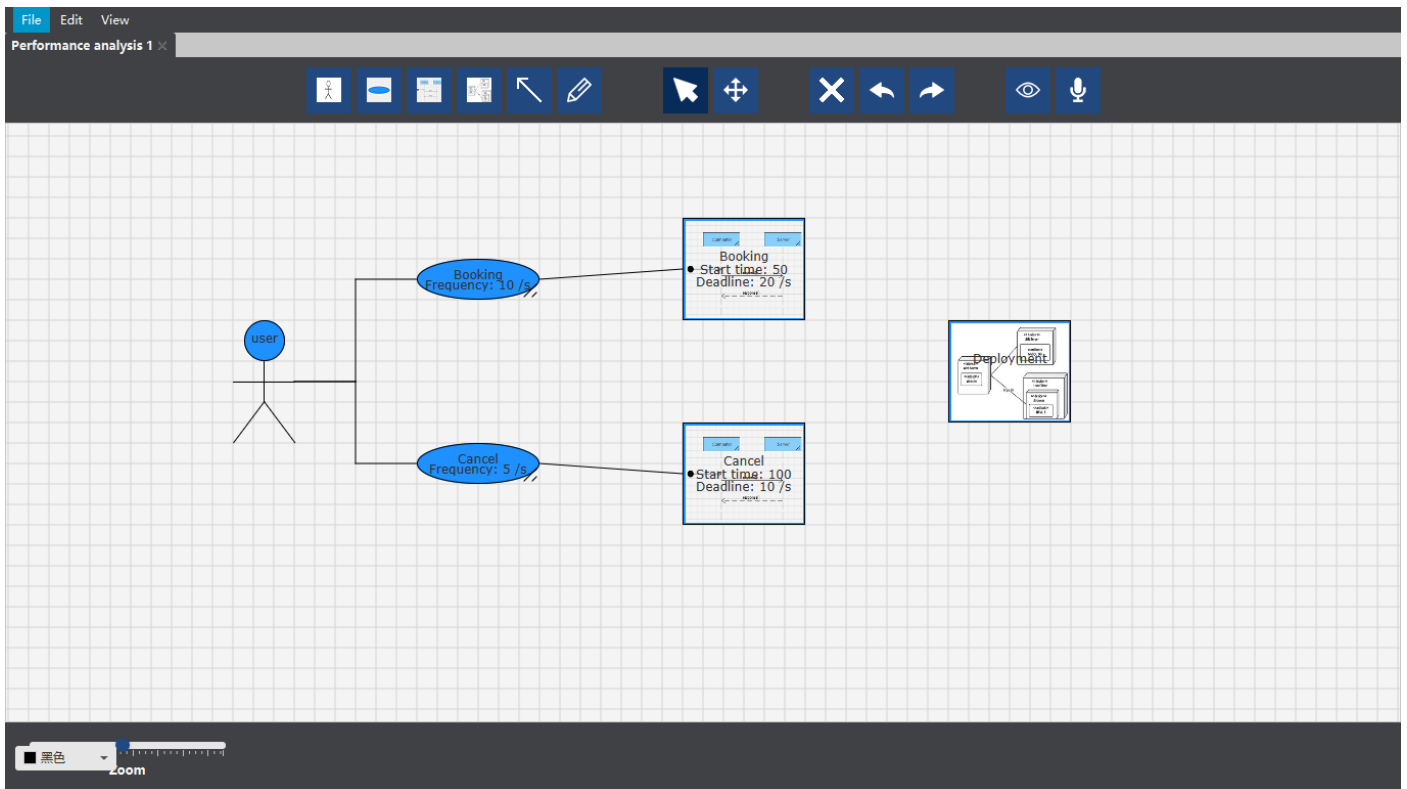 File Edit View
Performance analysis 1
user
Booking
Frequency: 10 /s
Cancel
Frequency: 5 /s
Booking
Start time: 50
Deadline: 20 /s
Cancel
Start time: 100
Deadline: 10 /s
Deployment
黑色
Zoom